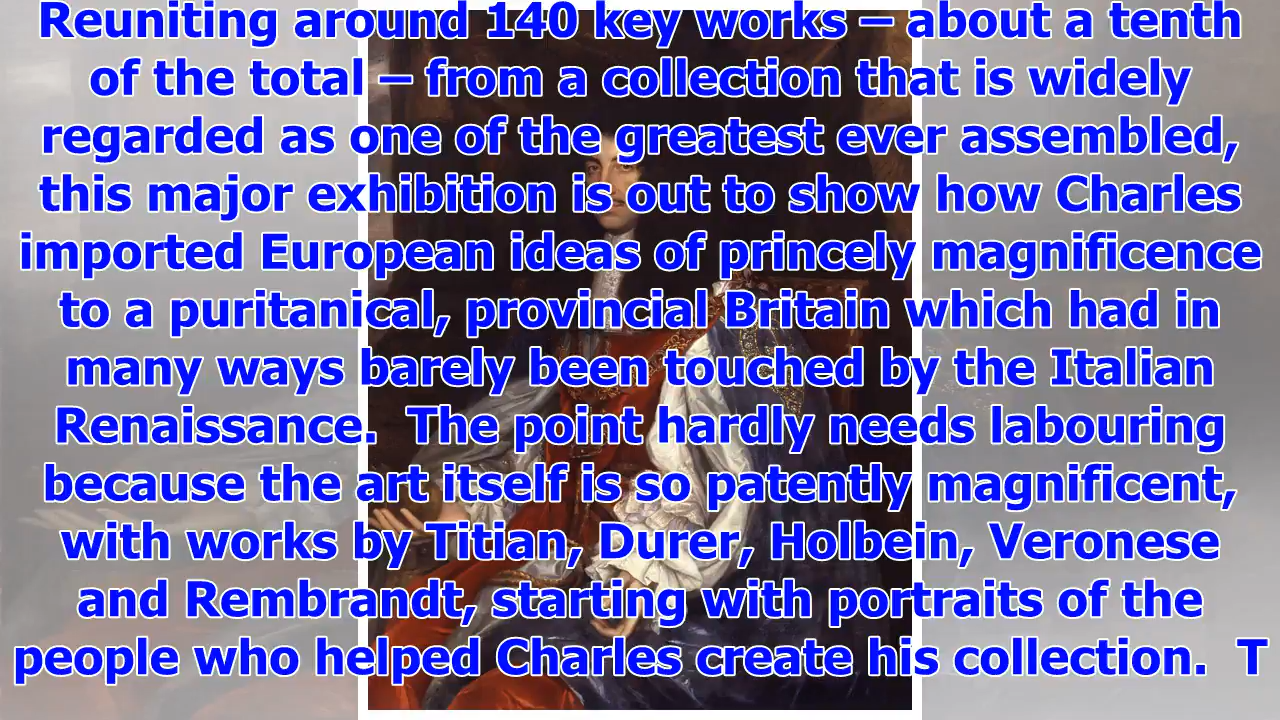 Reuniting around 140 key works – about a tenth
of the total – from a collection that is widely
regarded as one of the greatest ever assembled,
this major exhibition is out to show how Charles
imported European ideas of princely magnificence
to a puritanical, provincial Britain which had in
many ways barely been touched by the Italian
Renaissance.  The point hardly needs labouring
because the art itself is so patently magnificent,
with works by Titian, Durer, Holbein, Veronese
and Rembrandt, starting with portraits of the
people who helped Charles create his collection.  T